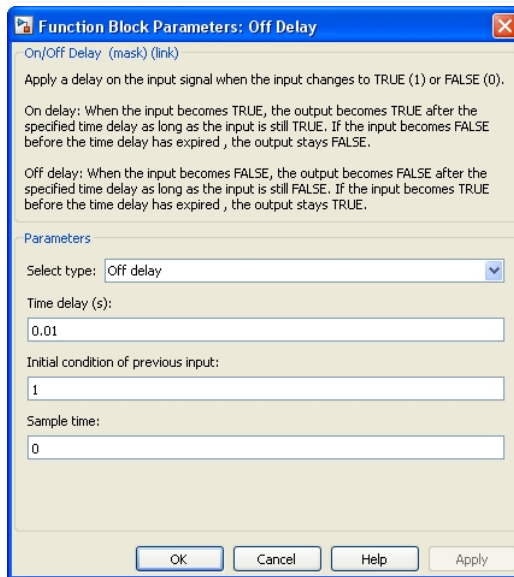 Function Block Parameters: Off Delay
On/Off Delay (mask) (link)
Apply a delay on the input signal when the input changes to TRUE (1) or FALSE (0).
On delay: When the input becomes TRUE, the output becomes TRUE after the
specified time delay as long as the input is still TRUE. If the input becomes FALSE
before the time delay has expired , the output stays FALSE.
Off delay: When the input becomes FALSE, the output becomes FALSE after the
specified time delay as long as the input is still FALSE. If the input becomes TRUE
before the time delay has expired , the output stays TRUE.
Parameters
Select type: Off delay
Time delay (s):
0.01
Initial condition of previous input:
1
Sample time:
0
OK Cancel Help Apply